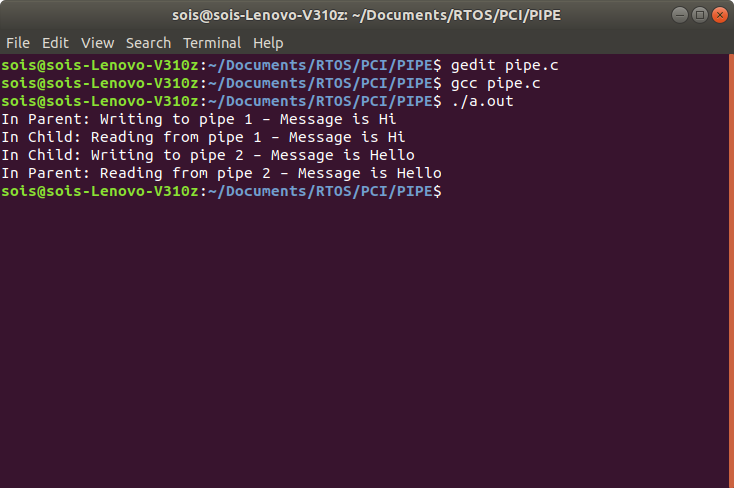 sois@sois-Lenovo-V310z: ~/Documents/RTOS/PCI/PIPE
File Edit View Search Terminal Help
sois@sois-Lenovo-V310z:~/Documents/RTOS/PCI/PIPE$ gedit pipe.c
sois@sois-Lenovo-V310z:~/Documents/RTOS/PCI/PIPE$ gcc pipe.c
sois@sois-Lenovo-V310z:~/Documents/RTOS/PCI/PIPE$ ./a.out
In Parent: Writing to pipe 1 – Message is Hi
In Child: Reading from pipe 1 – Message is Hi
In Child: Writing to pipe 2 – Message is Hello
In Parent: Reading from pipe 2 – Message is Hello
sois@sois-Lenovo-V310z:~/Documents/RTOS/PCI/PIPE$